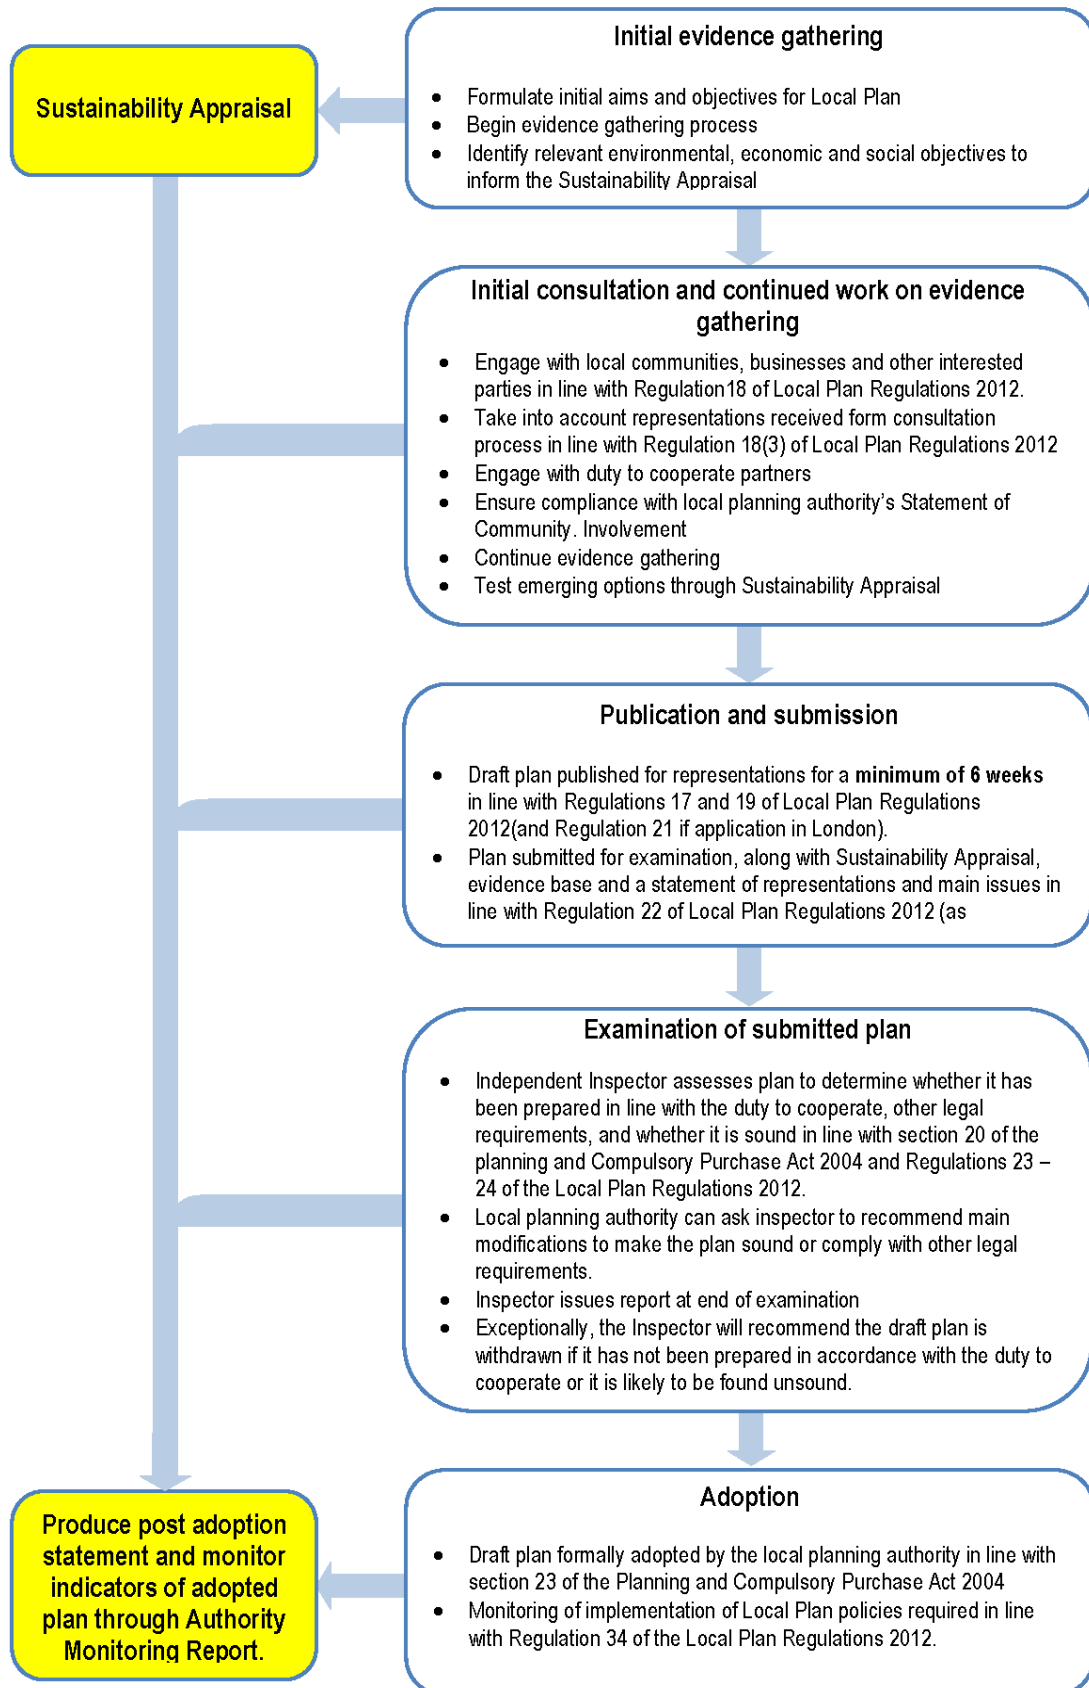 Initial evidence gathering
Sustainability Appraisal
• Formulate initial aims and objectives for Local Plan
• Begin evidence gathering process
• Identify relevant environmental, economic and social objectives to
inform the Sustainability Appraisal
Initial consultation and continued work on evidence
gathering
• Engage with local communities, businesses and other interested
parties in line with Regulation18 of Local Plan Regulations 2012.
• Take into account representations received form consultation
process in line with Regulation 18(3) of Local Plan Regulations 2012
• Engage with duty to cooperate partners
• Ensure compliance with local planning authority’s Statement of
Community. Involvement
• Continue evidence gathering
• Test emerging options through Sustainability Appraisal
Publication and submission
• Draft plan published for representations for a minimum of 6 weeks
in line with Regulations 17 and 19 of Local Plan Regulations
2012(and Regulation 21 if application in London).
• Plan submitted for examination, along with Sustainability Appraisal,
evidence base and a statement of representations and main issues in
line with Regulation 22 of Local Plan Regulations 2012 (as
Examination of submitted plan
• Independent Inspector assesses plan to determine whether it has
been prepared in line with the duty to cooperate, other legal
requirements, and whether it is sound in line with section 20 of the
planning and Compulsory Purchase Act 2004 and Regulations 23 –
24 of the Local Plan Regulations 2012.
• Local planning authority can ask inspector to recommend main
modifications to make the plan sound or comply with other legal
requirements.
• Inspector issues report at end of examination
• Exceptionally, the Inspector will recommend the draft plan is
withdrawn if it has not been prepared in accordance with the duty to
cooperate or it is likely to be found unsound.
Adoption
• Draft plan formally adopted by the local planning authority in line with
section 23 of the Planning and Compulsory Purchase Act 2004
• Monitoring of implementation of Local Plan policies required in line
with Regulation 34 of the Local Plan Regulations 2012.
Produce post adoption
statement and monitor
indicators of adopted
plan through Authority
Monitoring Report.